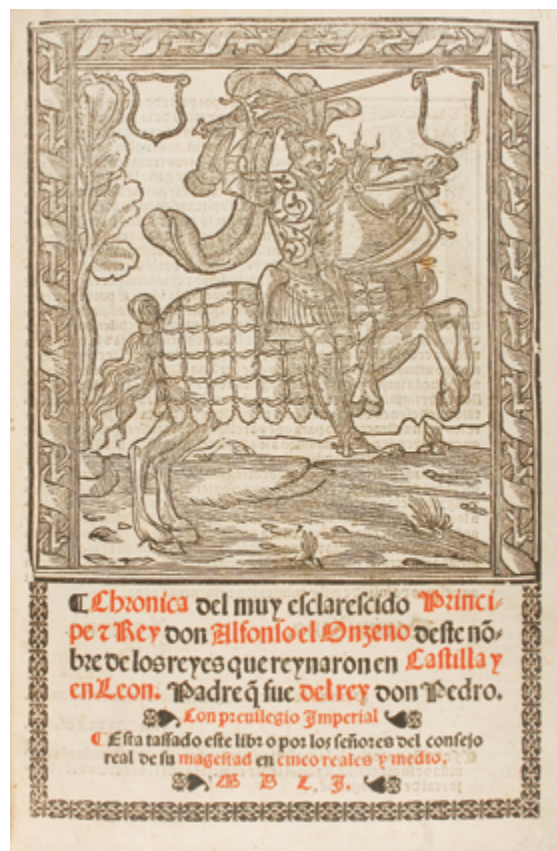 ¶ Chronica del muy esclarescido Princi-
pe ⁊ Rey don Alfonso el Onzeno deste nõ-
bre de los reyes que reynaron en Castilla y
en Leon. Padre q̃ fue del rey don Pedro.
Con preuilegio Imperial
¶ Esta tassado este libro por los señores del consejo
real de su magestad en cinco reales y medio.
M D L J.